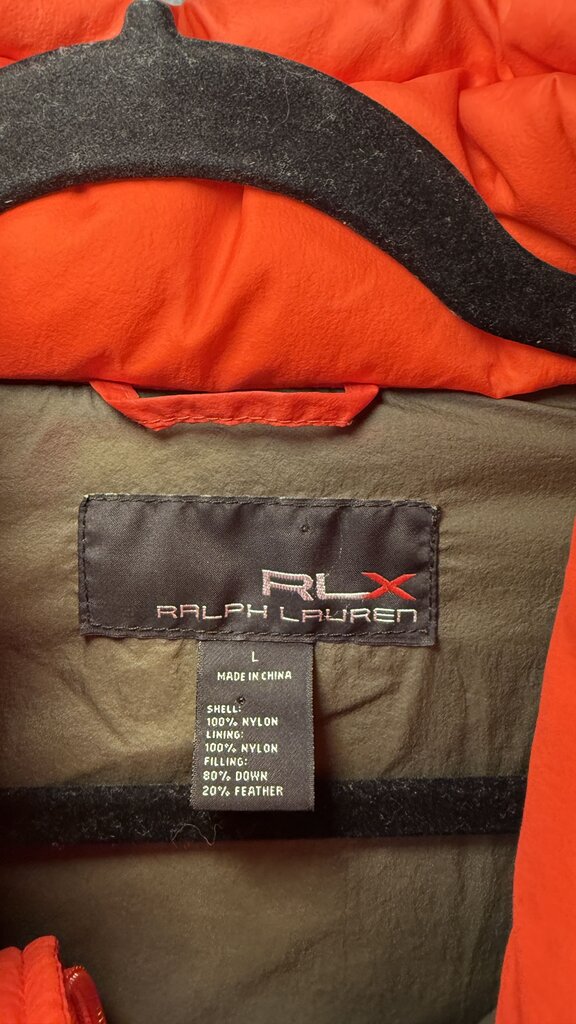 RLX
RALPH LAUREN
L
MADE IN CHINA
SHELL:
100% NYLON
LINING:
100% NYLON
FILLING:
80% DOWN
20% FEATHER